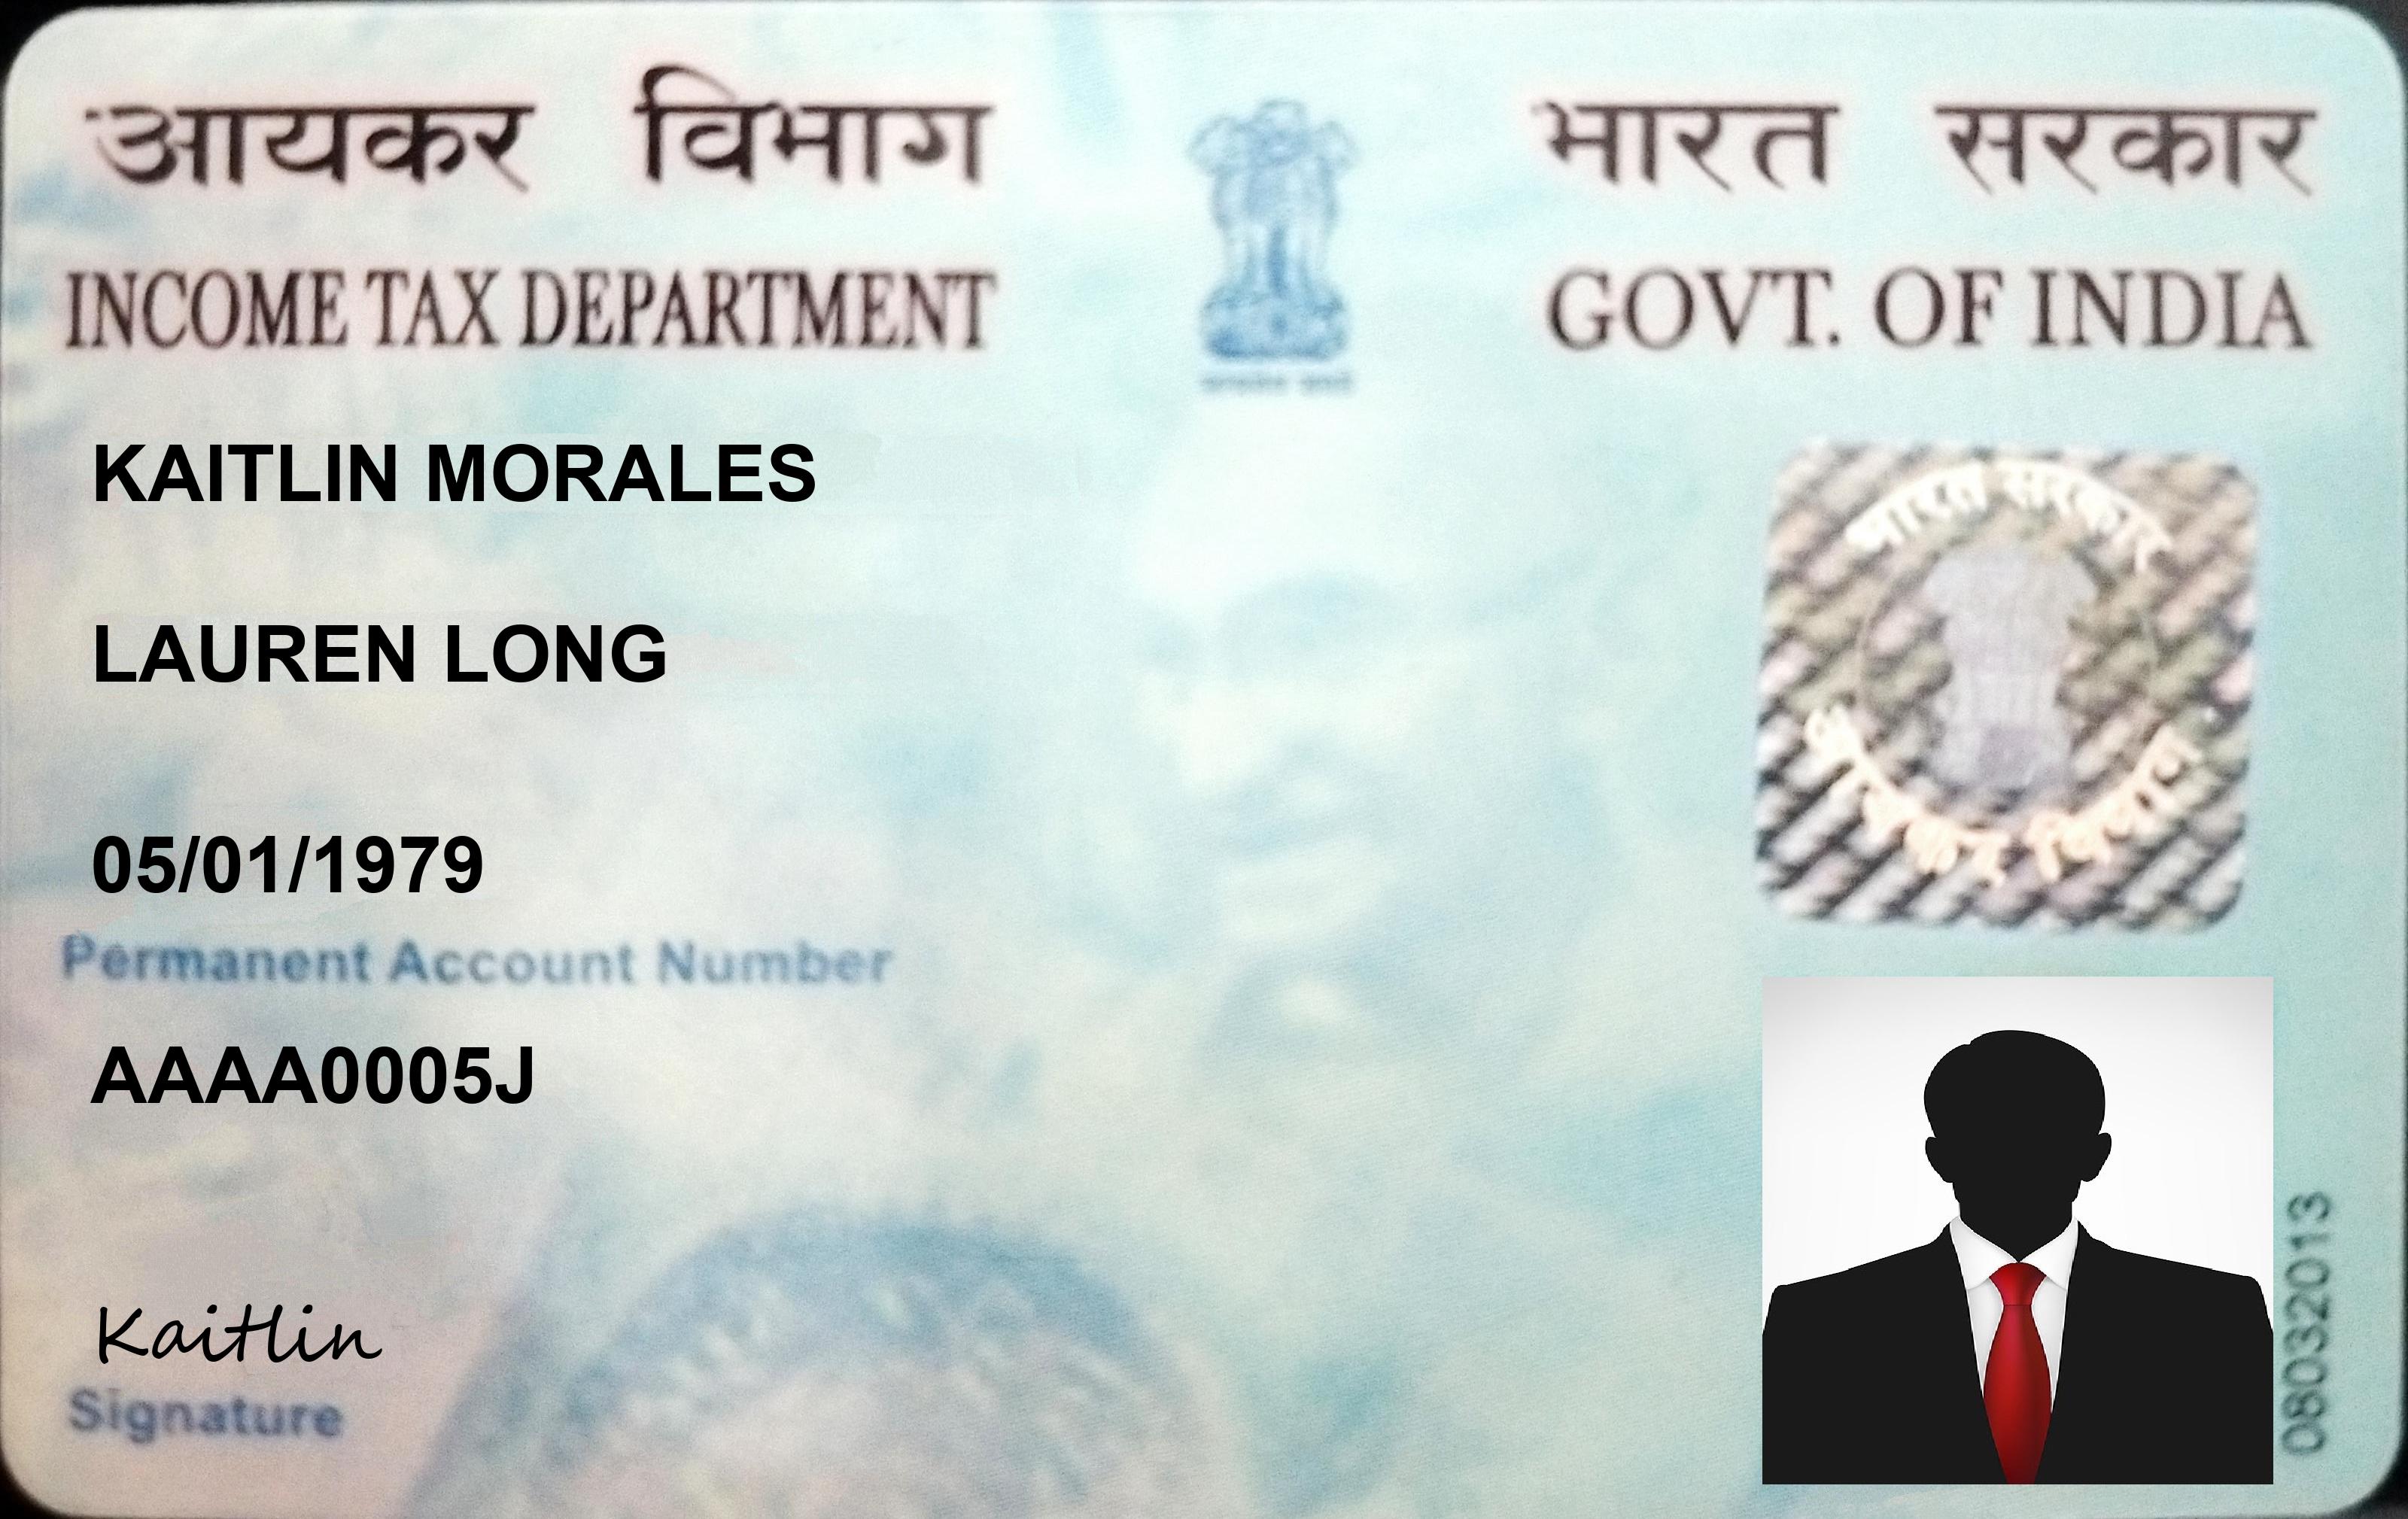 आयकर विभाग
भारत सरकार
INCOME TAX DEPARTMENT
GOVT. OF INDIA
KAITLIN MORALES
भारत सरकार
LAUREN LONG
आयकर विभाग
05/01/1979
Permanent Account Number
AAAA0005J
08032013
Kaitlin
Signature